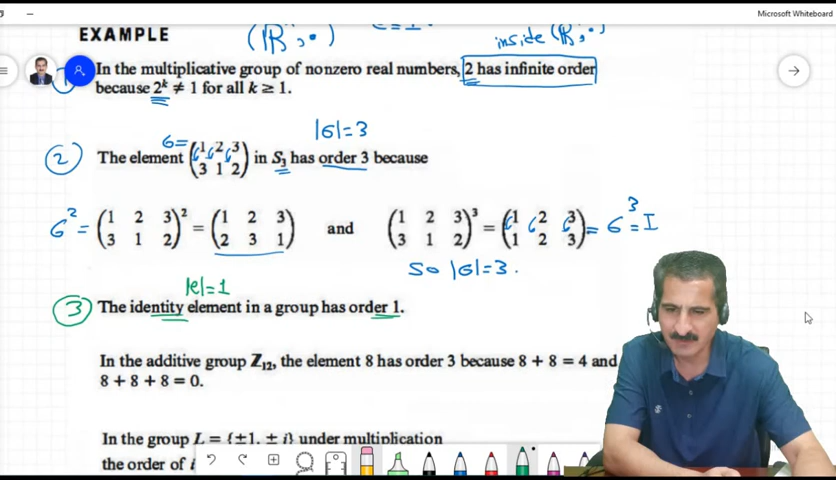 Microsoft Whiteboard
EXAMPLE
(ℝ*, •)
inside (ℝ*, •)
1 In the multiplicative group of nonzero real numbers, 2 has infinite order
because 2^k ≠ 1 for all k ≥ 1.
|σ|=3
2 The element σ= (1 2 3 / 3 1 2) in S₃ has order 3 because
σ² = (1 2 3 / 3 1 2)² = (1 2 3 / 2 3 1) and (1 2 3 / 3 1 2)³ = (1 2 3 / 1 2 3) = σ³ = I
So |σ|=3.
|e|=1
3 The identity element in a group has order 1.
In the additive group Z₁₂, the element 8 has order 3 because 8 + 8 = 4 and
8 + 8 + 8 = 0.
In the group L = {±1, ± i} under multiplication
the order of i